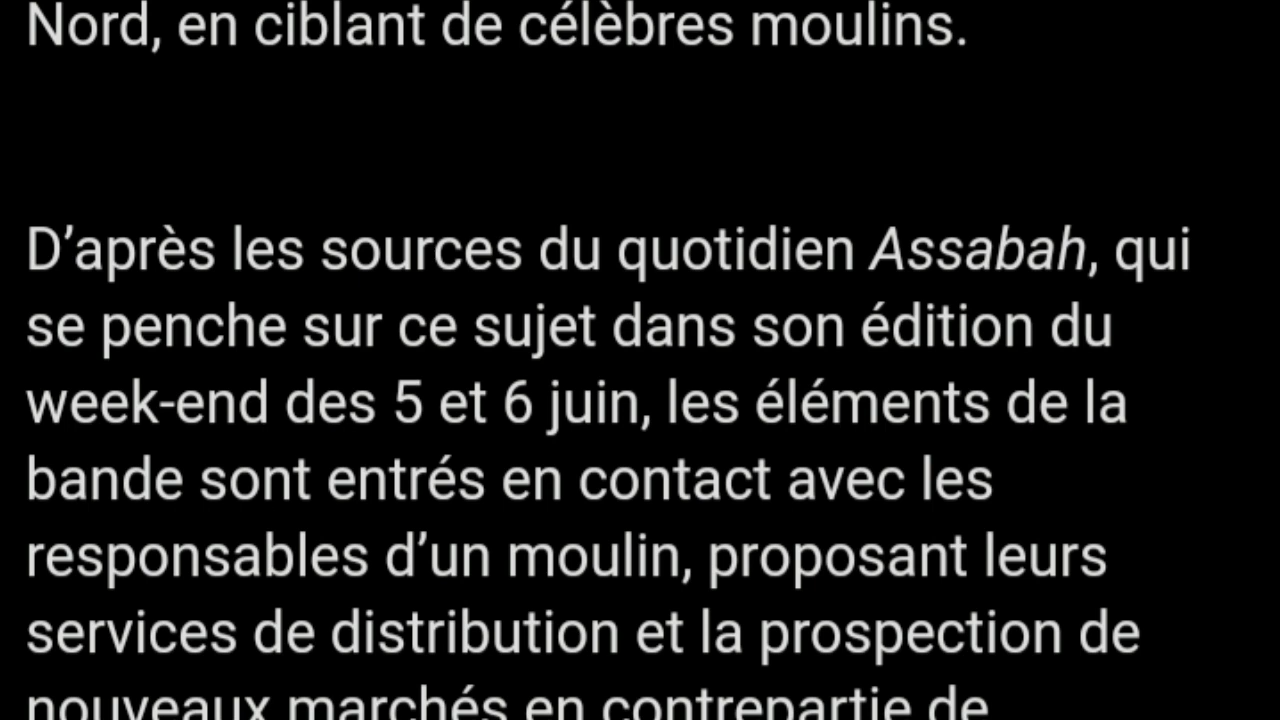 Nord, en ciblant de célèbres moulins.
D’après les sources du quotidien Assabah, qui
se penche sur ce sujet dans son édition du
week-end des 5 et 6 juin, les éléments de la
bande sont entrés en contact avec les
responsables d’un moulin, proposant leurs
services de distribution et la prospection de
nouveaux marchés en contrepartie de